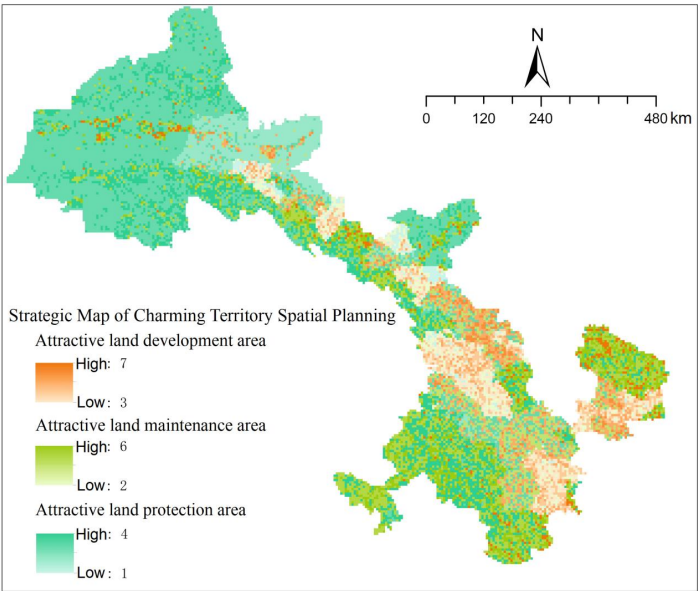 N
0 120 240 480 km
Strategic Map of Charming Territory Spatial Planning
Attractive land development area
High: 7
Low: 3
Attractive land maintenance area
High: 6
Low: 2
Attractive land protection area
High: 4
Low: 1